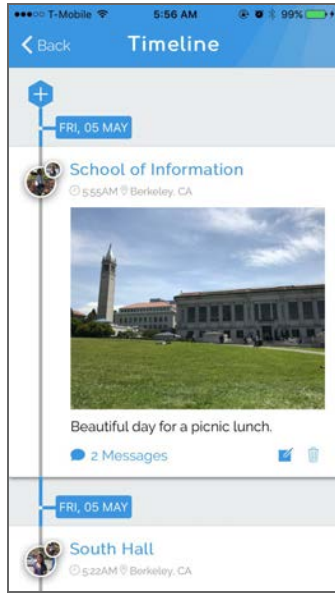 T-Mobile 5:56 AM 99%
Back Timeline
FRI, 05 MAY
School of Information
5:55AM Berkeley, CA
Beautiful day for a picnic lunch.
2 Messages
FRI, 05 MAY
South Hall
5:22AM Berkeley, CA